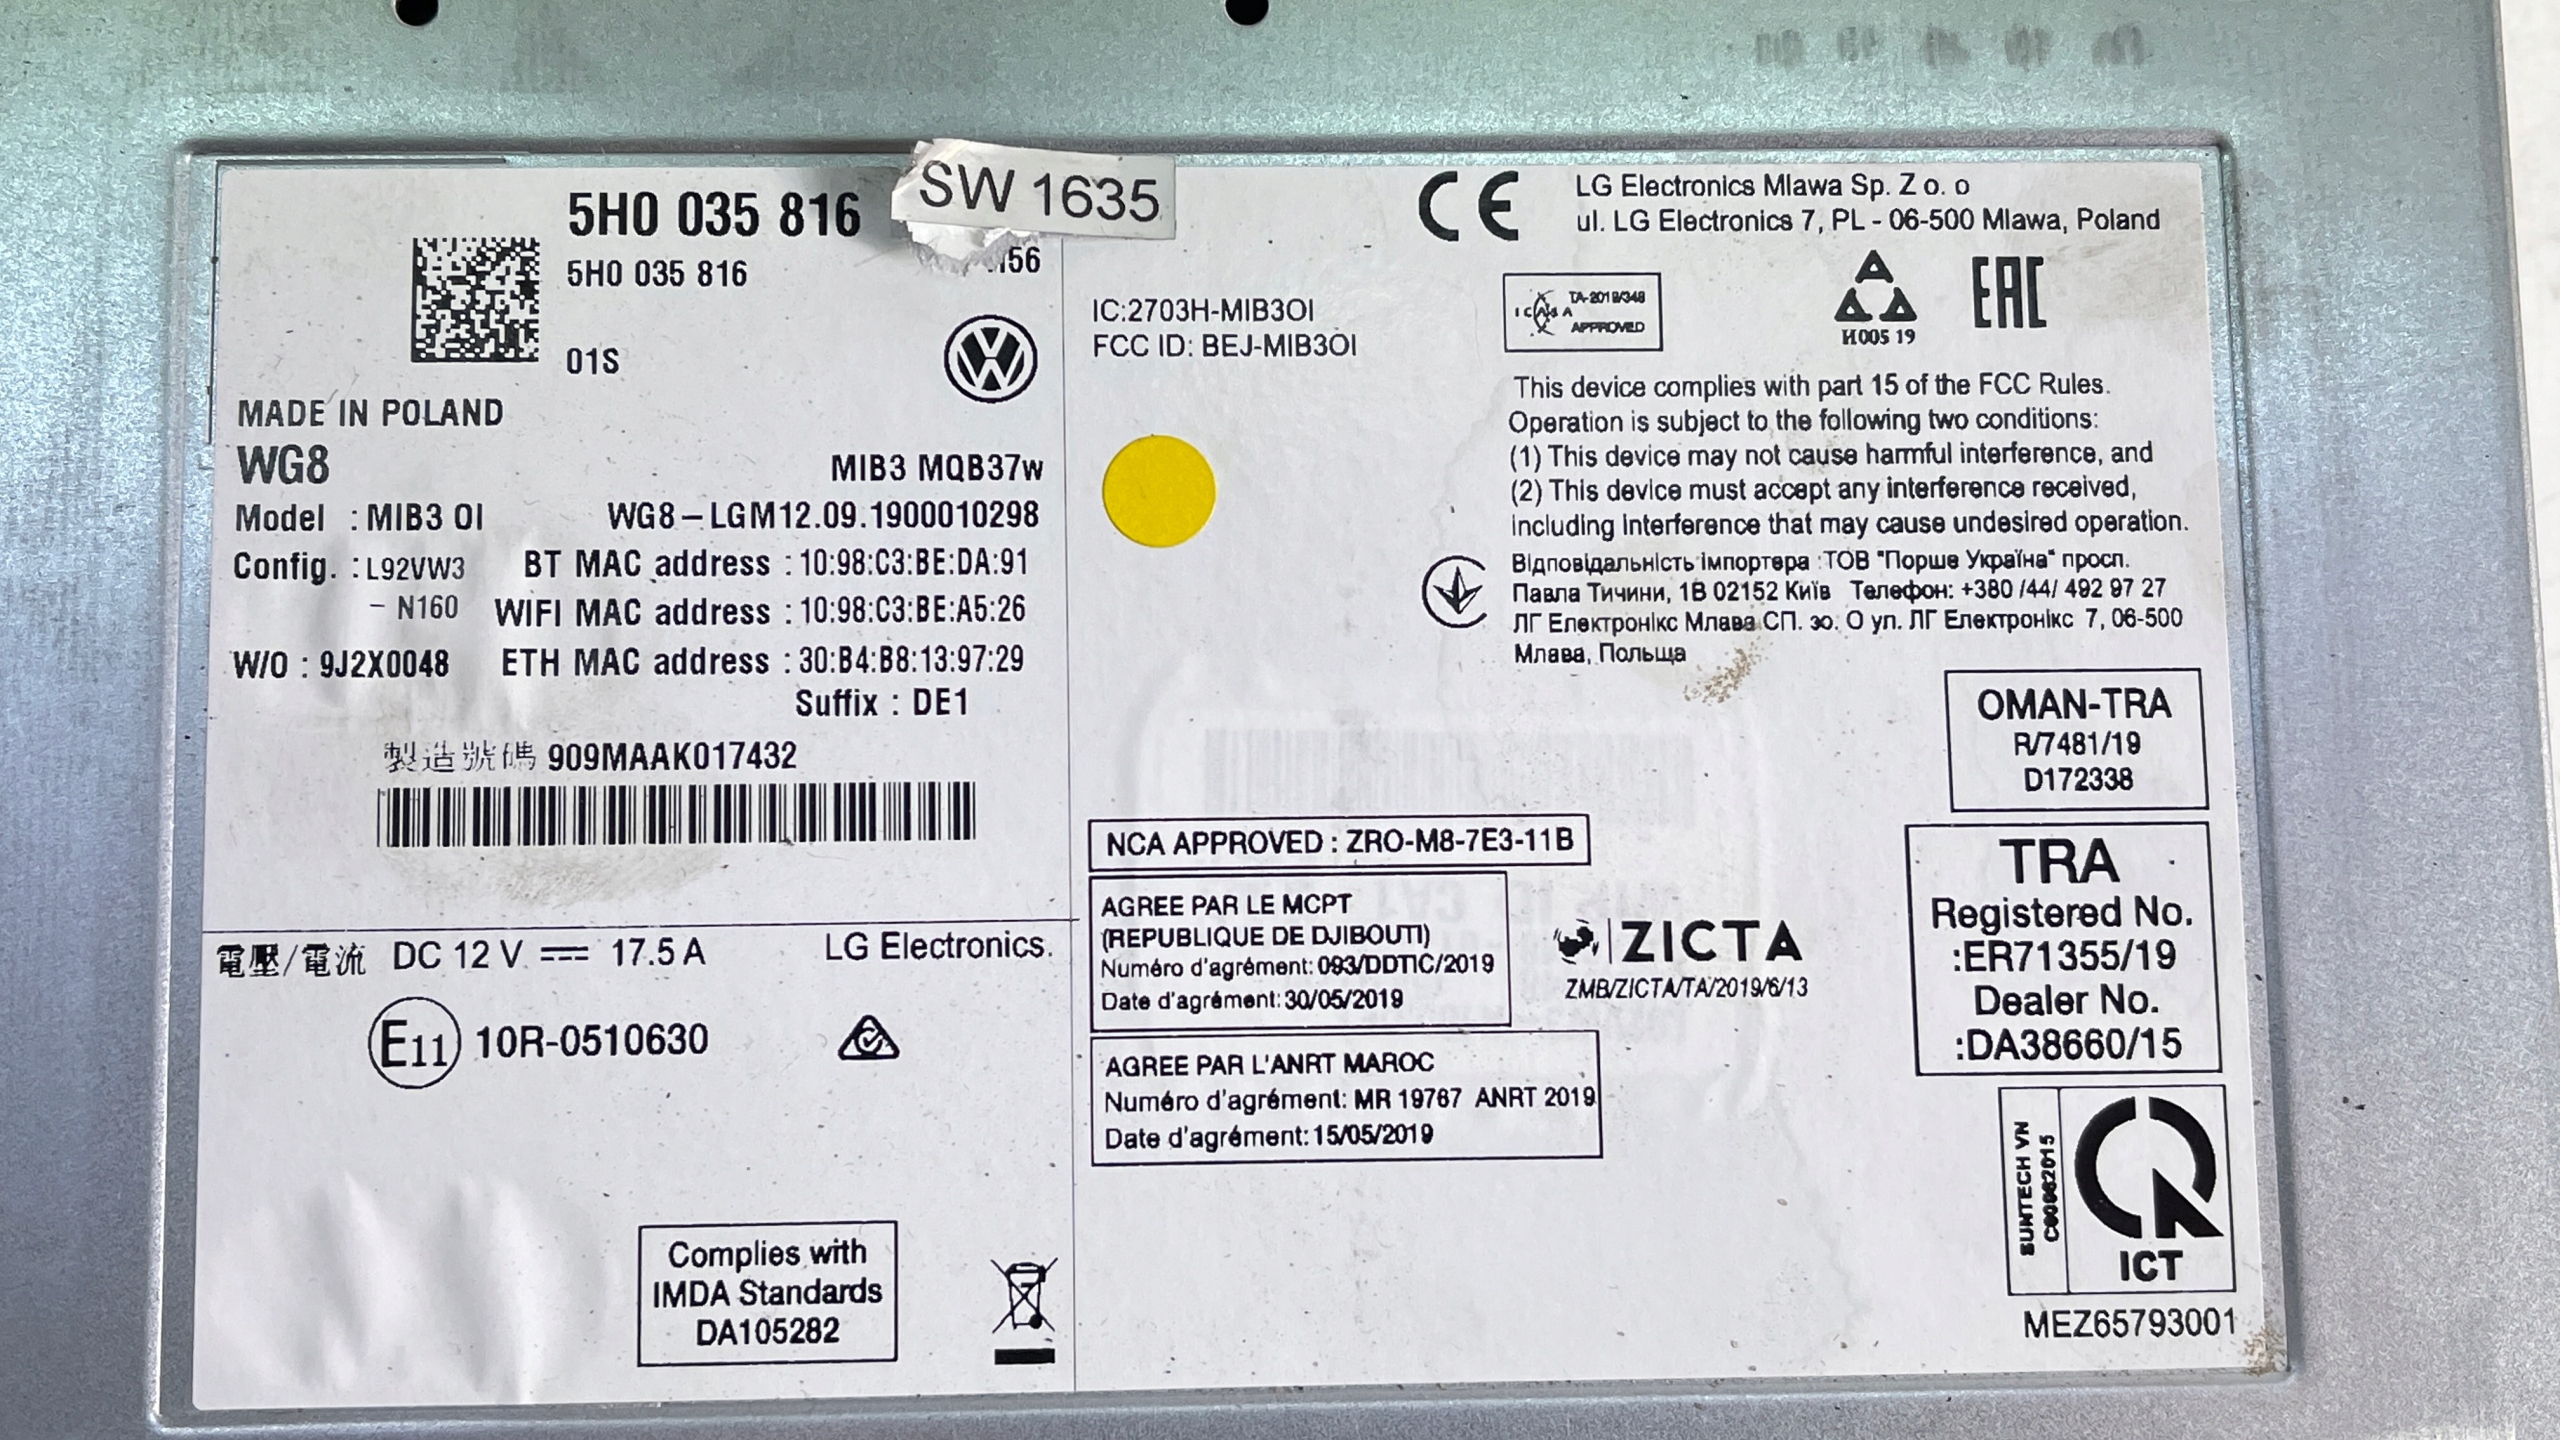 SW 1635
5H0 035 816
5H0 035 816
01S
MADE IN POLAND
WG8
MIB3 MQB37w
Model : MIB3 OI
WG8-LGM12.09.1900010298
Config. : L92VW3
- N160
BT MAC address : 10:98:C3:BE:DA:91
WIFI MAC address : 10:98:C3:BE:A5:26
W/O : 9J2X0048
ETH MAC address : 30:B4:B8:13:97:29
Suffix : DE1
製造號碼 909MAAK017432
電壓/電流 DC 12 V ⎓ 17.5 A
LG Electronics.
E11 10R-0510630
Complies with
IMDA Standards
DA105282
CE
LG Electronics Mlawa Sp. Z o. o
ul. LG Electronics 7, PL - 06-500 Mlawa, Poland
IC:2703H-MIB3OI
FCC ID: BEJ-MIB3OI
ICASA
TA-2019/348
APPROVED
H005 19
EAC
This device complies with part 15 of the FCC Rules.
Operation is subject to the following two conditions:
(1) This device may not cause harmful interference, and
(2) This device must accept any interference received,
including interference that may cause undesired operation.
Відповідальність імпортера : ТОВ "Порше Україна" просп.
Павла Тичини, 1В 02152 Київ Телефон: +380 /44/ 492 97 27
ЛГ Електронікс Млава СП. зо. О ул. ЛГ Електронікс 7, 06-500
Млава, Польща
OMAN-TRA
R/7481/19
D172338
NCA APPROVED : ZRO-M8-7E3-11B
AGREE PAR LE MCPT
(REPUBLIQUE DE DJIBOUTI)
Numéro d'agrément: 093/DDTIC/2019
Date d'agrément: 30/05/2019
ZICTA
ZMB/ZICTA/TA/2019/6/13
TRA
Registered No.
:ER71355/19
Dealer No.
:DA38660/15
AGREE PAR L'ANRT MAROC
Numéro d'agrément: MR 19767 ANRT 2019
Date d'agrément: 15/05/2019
SUNTECH VN
ICT
MEZ65793001